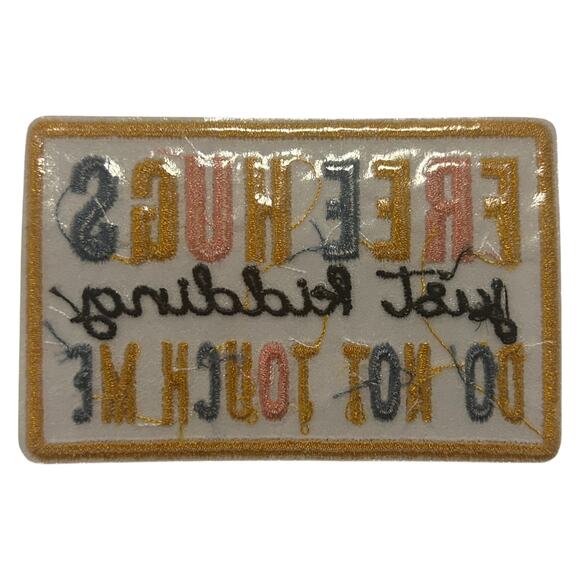 FREE HUGS
just kidding
DO NOT TOUCH ME